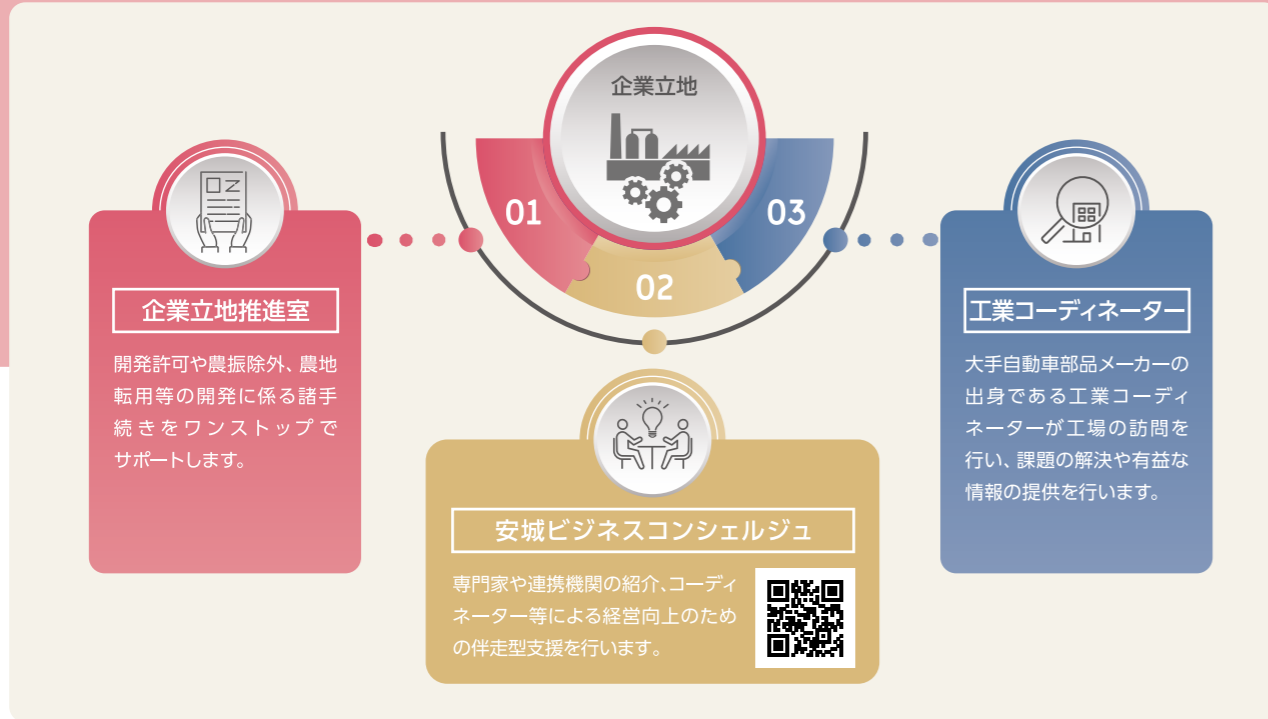 企業立地
01
02
03
企業立地推進室
開発許可や農振除外、農地
転用等の開発に係る諸手
続きをワンストップで
サポートします。
安城ビジネスコンシェルジュ
専門家や連携機関の紹介、コーディ
ネーター等による経営向上のため
の伴走型支援を行います。
工業コーディネーター
大手自動車部品メーカーの
出身である工業コーディ
ネーターが工場の訪問を
行い、課題の解決や有益な
情報の提供を行います。